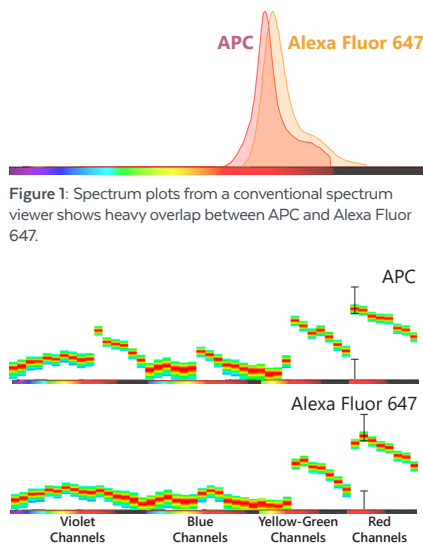 APC Alexa Fluor 647
Figure 1: Spectrum plots from a conventional spectrum
viewer shows heavy overlap between APC and Alexa Fluor
647.
APC
Alexa Fluor 647
Violet Blue Yellow-Green Red
Channels Channels Channels Channels